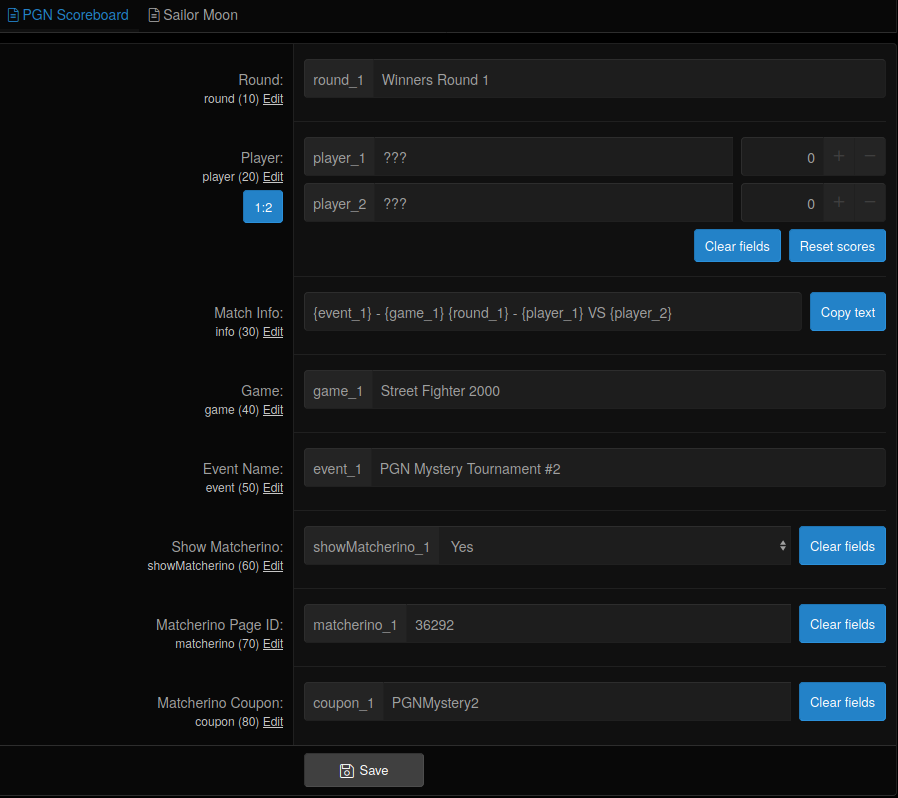 PGN Scoreboard Sailor Moon
Round: round_1 Winners Round 1
round (10) Edit
Player: player_1 ??? 0 + −
player (20) Edit
1:2 player_2 ??? 0 + −
Clear fields Reset scores
Match Info: {event_1} - {game_1} {round_1} - {player_1} VS {player_2} Copy text
info (30) Edit
Game: game_1 Street Fighter 2000
game (40) Edit
Event Name: event_1 PGN Mystery Tournament #2
event (50) Edit
Show Matcherino: showMatcherino_1 Yes Clear fields
showMatcherino (60) Edit
Matcherino Page ID: matcherino_1 36292 Clear fields
matcherino (70) Edit
Matcherino Coupon: coupon_1 PGNMystery2 Clear fields
coupon (80) Edit
Save